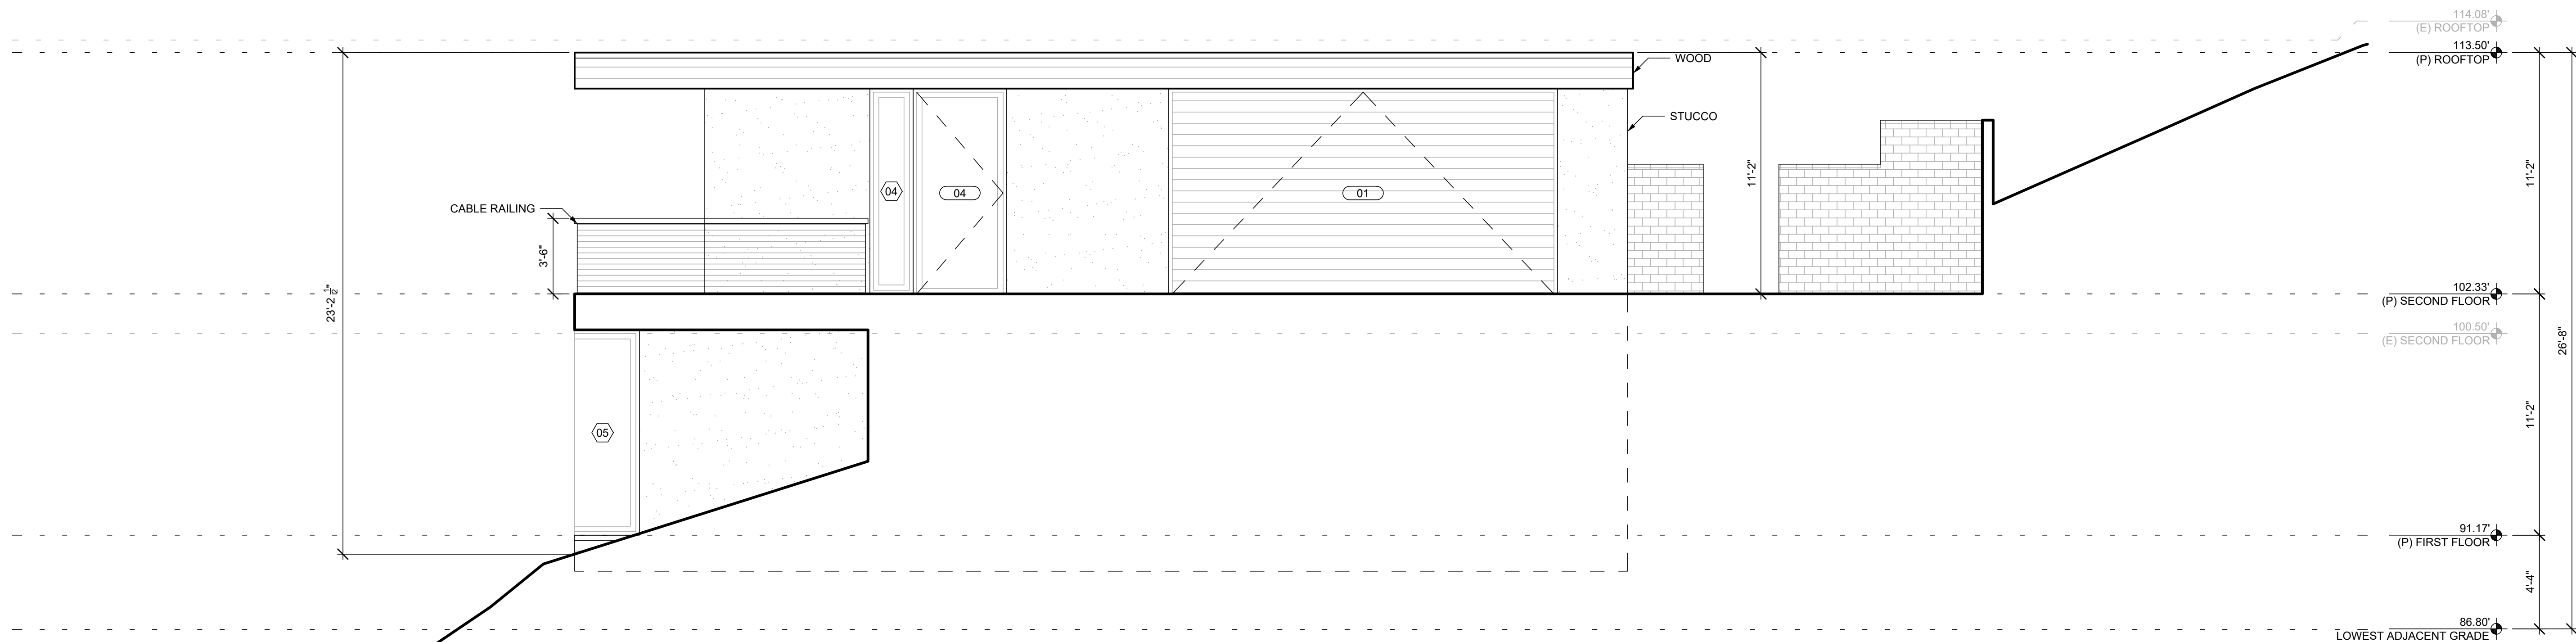 114.08'
(E) ROOFTOP
113.50'
(P) ROOFTOP
WOOD
STUCCO
11'-2"
11'-2"
04
04
01
CABLE RAILING
3'-6"
23'-2 1/2"
102.33'
(P) SECOND FLOOR
100.50'
(E) SECOND FLOOR
26'-8"
11'-2"
05
91.17'
(P) FIRST FLOOR
4'-4"
86.80'
LOWEST ADJACENT GRADE